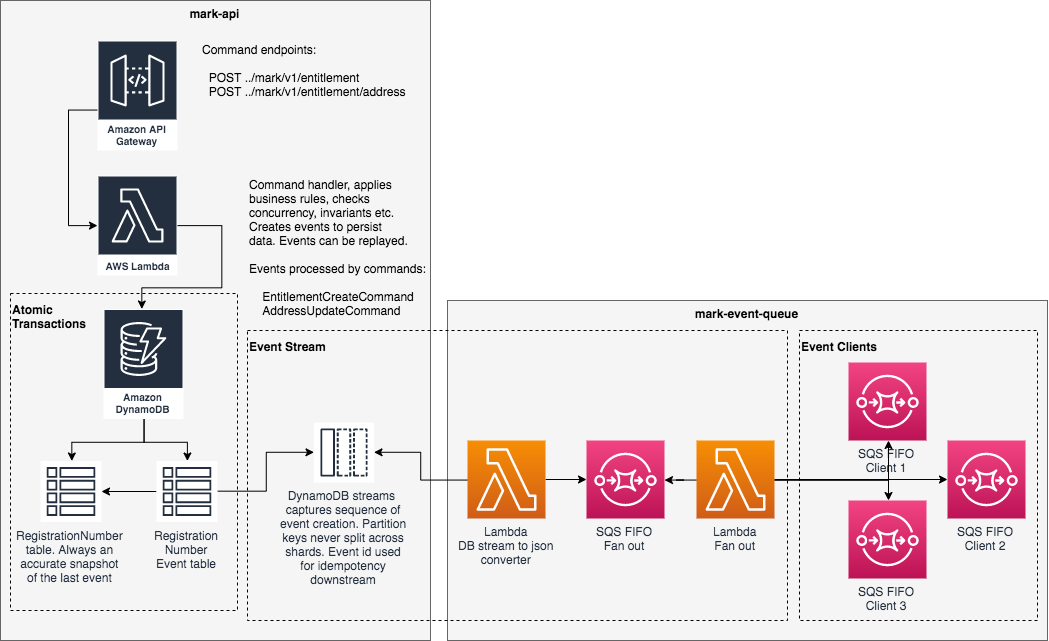 mark-api
Amazon API
Gateway
Command endpoints:
POST ../mark/v1/entitlement
POST ../mark/v1/entitlement/address
AWS Lambda
Command handler, applies
business rules, checks
concurrency, invariants etc.
Creates events to persist
data. Events can be replayed.
Events processed by commands:
EntitlementCreateCommand
AddressUpdateCommand
Atomic
Transactions
Amazon
DynamoDB
RegistrationNumber
table. Always an
accurate snapshot
of the last event
Registration
Number
Event table
Event Stream
DynamoDB streams
captures sequence of
event creation. Partition
keys never split across
shards. Event id used
for idempotency
downstream
mark-event-queue
Lambda
DB stream to json
converter
SQS FIFO
Fan out
Lambda
Fan out
Event Clients
SQS FIFO
Client 1
SQS FIFO
Client 2
SQS FIFO
Client 3